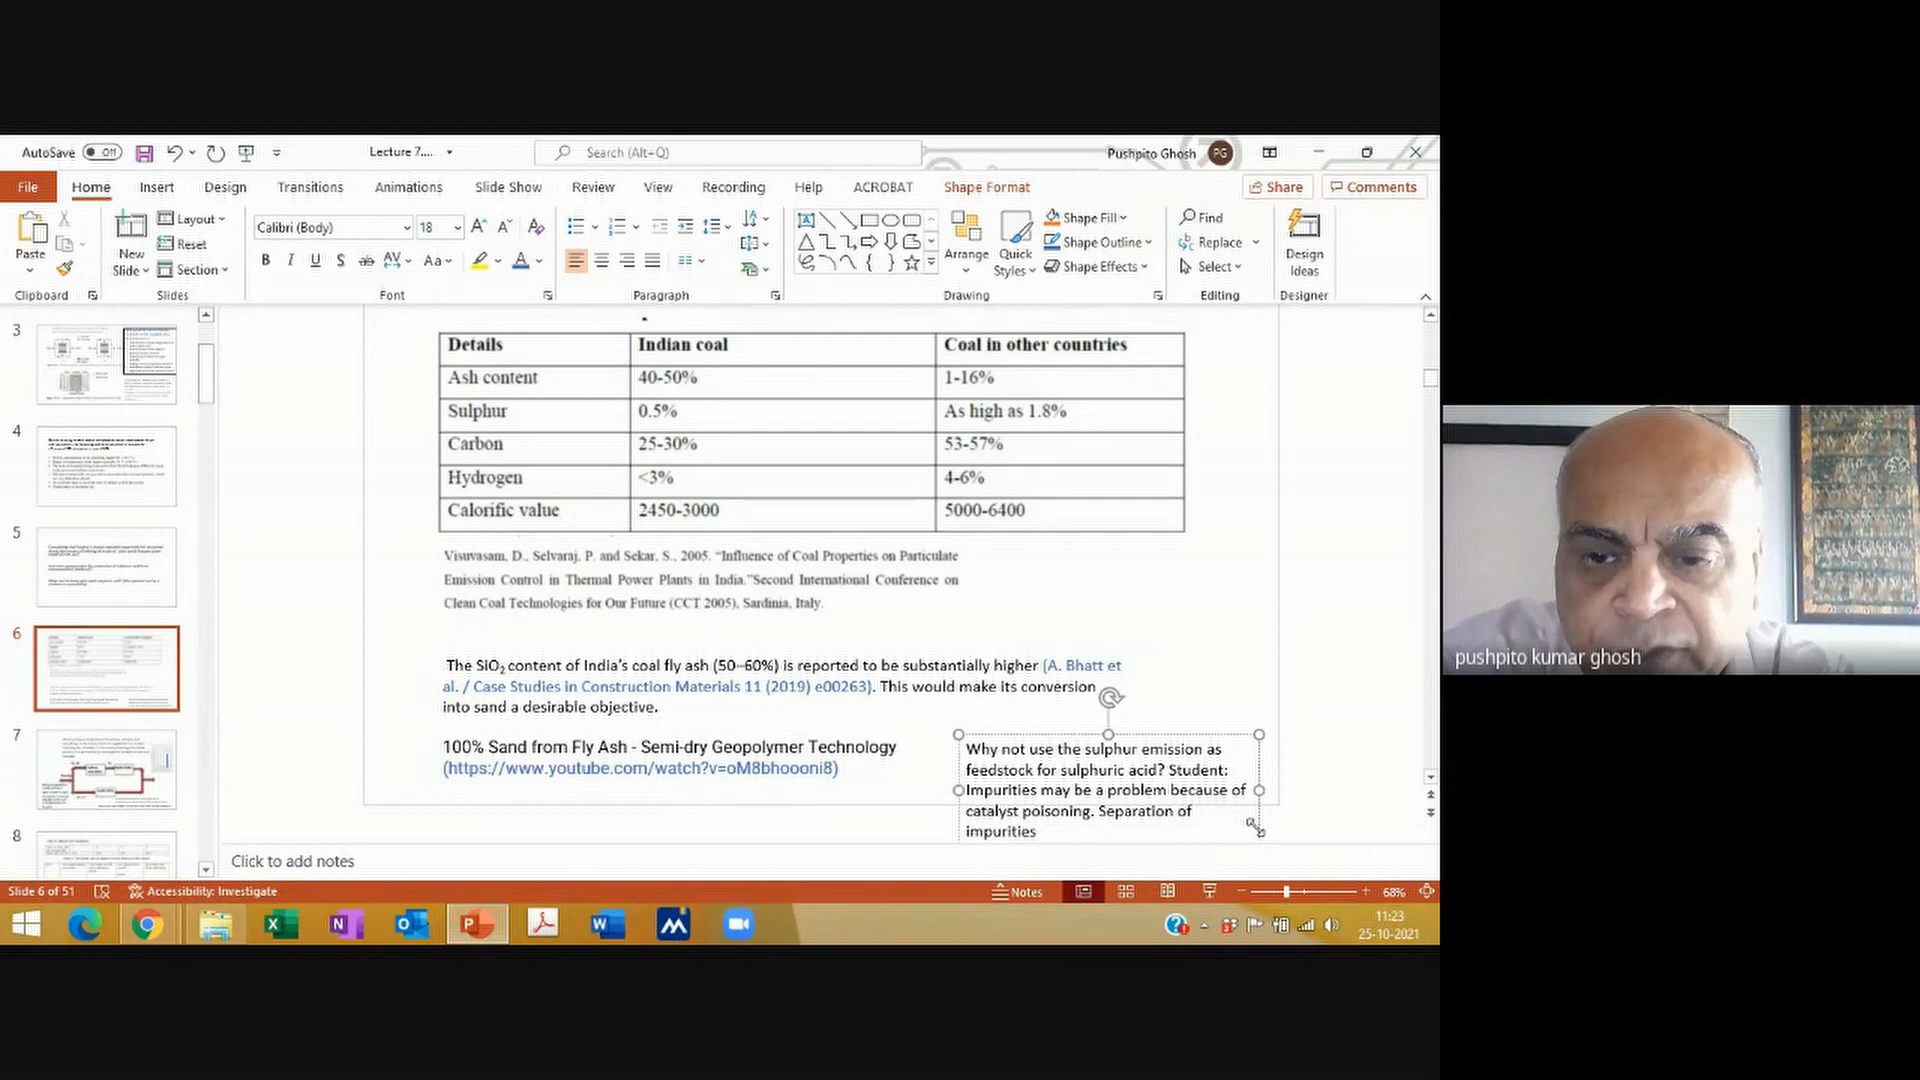 AutoSave Off
Lecture 7....
Search (Alt+Q)
Pushpito Ghosh PG
File Home Insert Design Transitions Animations Slide Show Review View Recording Help ACROBAT Shape Format Share Comments
Paste
Clipboard
New Slide
Layout
Reset
Section
Slides
Calibri (Body) 18
Font
Paragraph
Arrange
Quick Styles
Shape Fill
Shape Outline
Shape Effects
Drawing
Find
Replace
Select
Editing
Design Ideas
Designer
3
4
5
6
7
8
Details Indian coal Coal in other countries
Ash content 40-50% 1-16%
Sulphur 0.5% As high as 1.8%
Carbon 25-30% 53-57%
Hydrogen <3% 4-6%
Calorific value 2450-3000 5000-6400
Visuvasam, D., Selvaraj, P. and Sekar, S., 2005. "Influence of Coal Properties on Particulate
Emission Control in Thermal Power Plants in India."Second International Conference on
Clean Coal Technologies for Our Future (CCT 2005), Sardinia, Italy.
The SiO₂ content of India's coal fly ash (50–60%) is reported to be substantially higher (A. Bhatt et
al. / Case Studies in Construction Materials 11 (2019) e00263). This would make its conversion
into sand a desirable objective.
100% Sand from Fly Ash - Semi-dry Geopolymer Technology
(https://www.youtube.com/watch?v=oM8bhoooni8)
Why not use the sulphur emission as
feedstock for sulphuric acid? Student:
Impurities may be a problem because of
catalyst poisoning. Separation of
impurities
Click to add notes
Slide 6 of 51 Accessibility: Investigate Notes 68%
11:23
25-10-2021
pushpito kumar ghosh